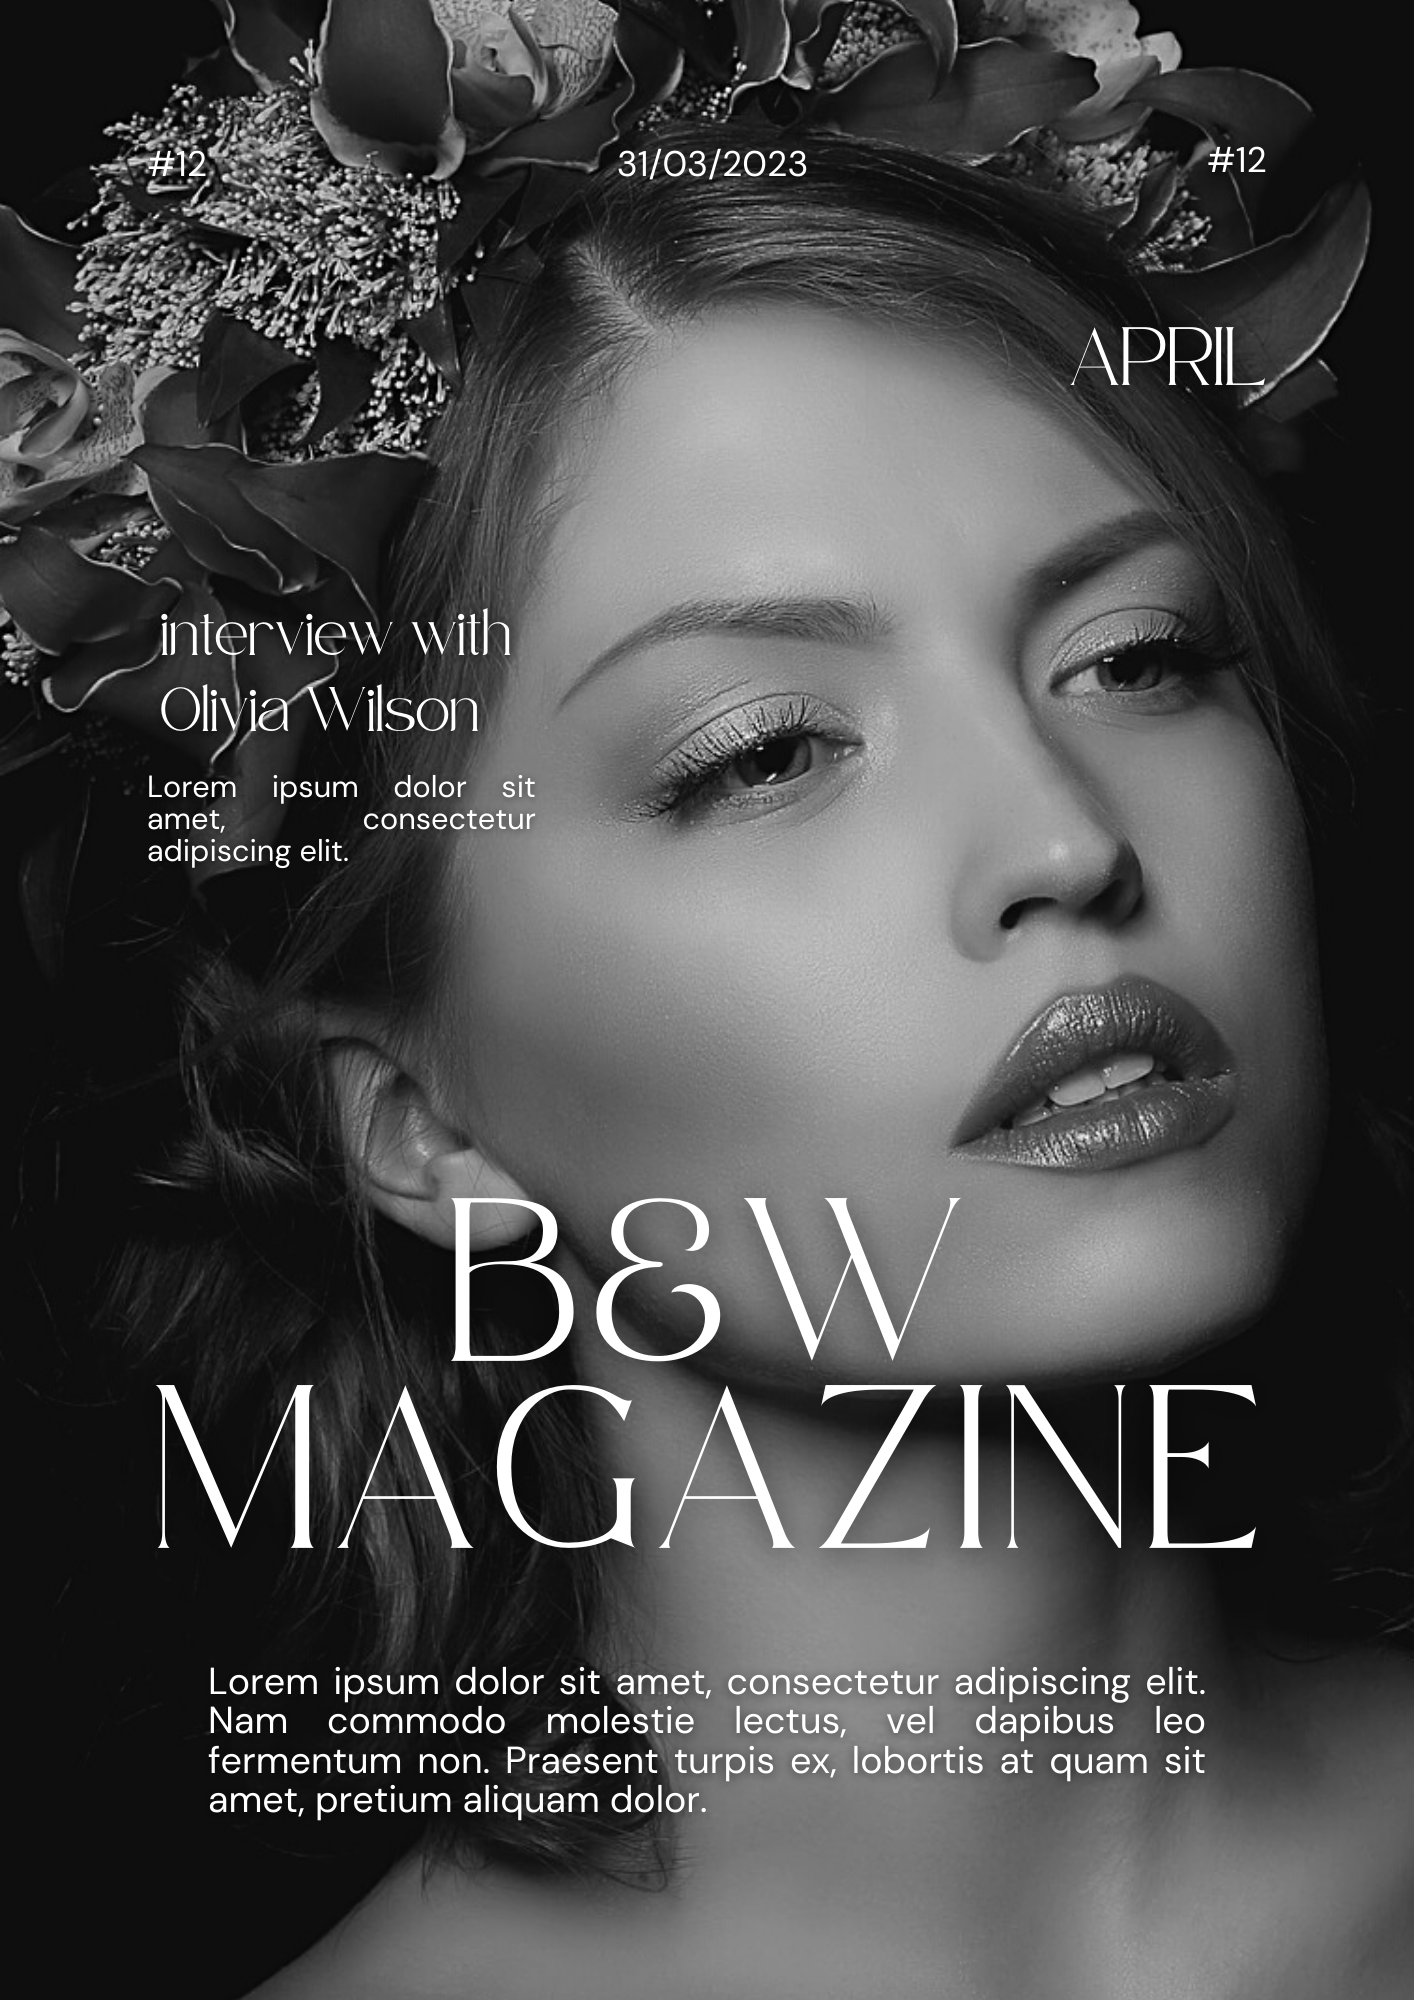 #12
31/03/2023
#12
APRIL
interview with
Olivia Wilson
Lorem ipsum dolor sit
amet, consectetur
adipiscing elit.
B&W
MAGAZINE
Lorem ipsum dolor sit amet, consectetur adipiscing elit.
Nam commodo molestie lectus, vel dapibus leo
fermentum non. Praesent turpis ex, lobortis at quam sit
amet, pretium aliquam dolor.